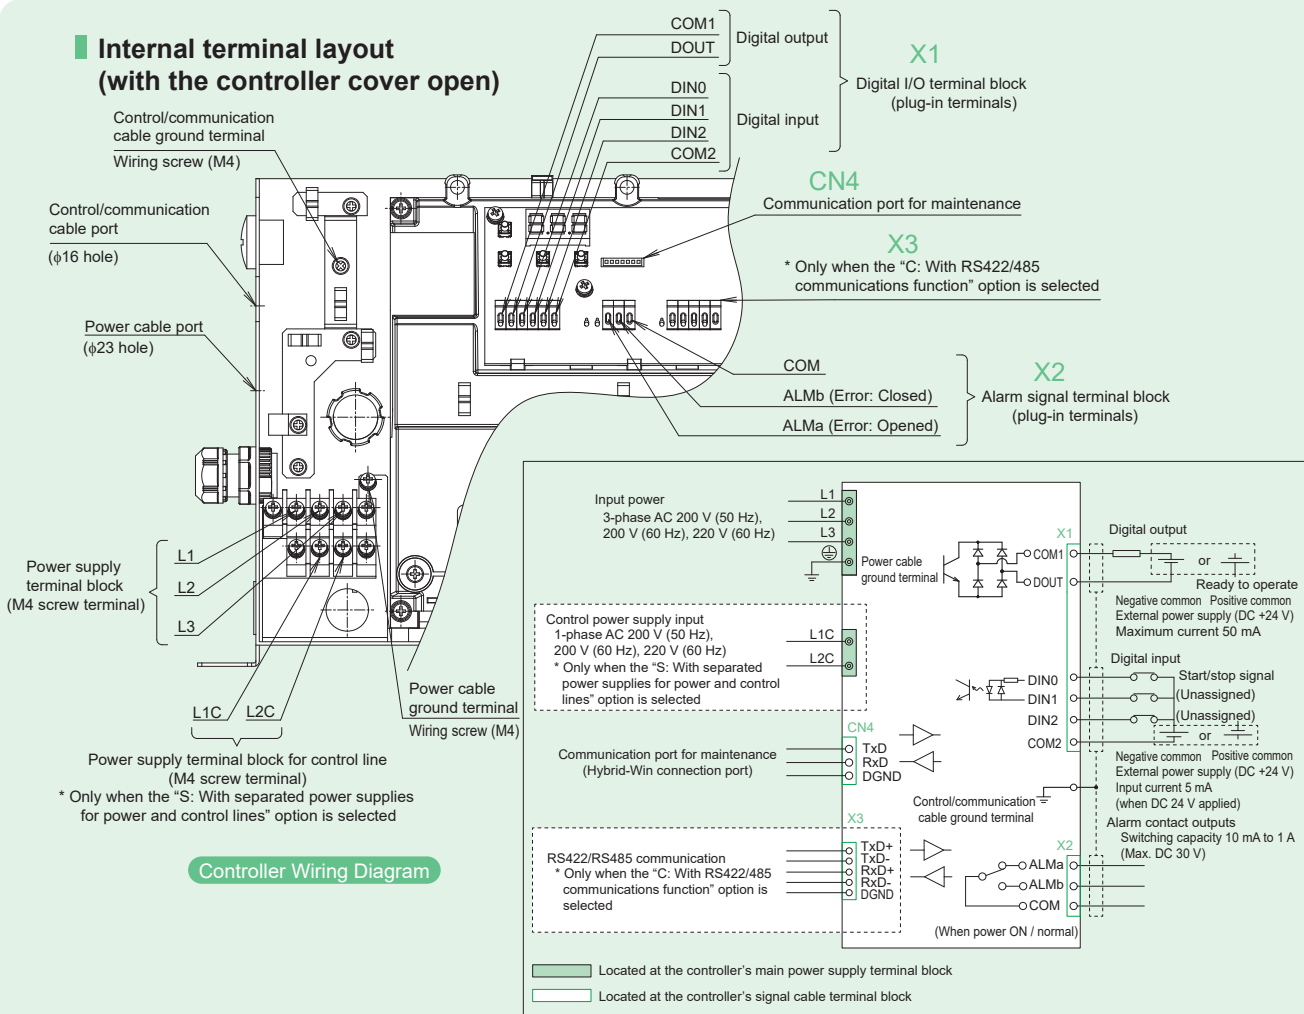 Internal terminal layout
(with the controller cover open)
COM1
DOUT
Digital output
DIN0
DIN1
DIN2
COM2
Digital input
X1
Digital I/O terminal block
(plug-in terminals)
Control/communication
cable ground terminal
Wiring screw (M4)
CN4
Communication port for maintenance
Control/communication
cable port
(ϕ16 hole)
X3
* Only when the “C: With RS422/485
communications function” option is selected
Power cable port
(ϕ23 hole)
COM
ALMb (Error: Closed)
ALMa (Error: Opened)
X2
Alarm signal terminal block
(plug-in terminals)
L1
L2
L3
Power supply
terminal block
(M4 screw terminal)
L1C
L2C
Power cable
ground terminal
Wiring screw (M4)
Power supply terminal block for control line
(M4 screw terminal)
* Only when the “S: With separated power supplies
for power and control lines” option is selected
Controller Wiring Diagram
Input power
3-phase AC 200 V (50 Hz),
200 V (60 Hz), 220 V (60 Hz)
L1
L2
L3
Power cable
ground terminal
Control power supply input
1-phase AC 200 V (50 Hz),
200 V (60 Hz), 220 V (60 Hz)
* Only when the “S: With separated
power supplies for power and control
lines” option is selected
L1C
L2C
CN4
Communication port for maintenance
(Hybrid-Win connection port)
TxD
RxD
DGND
X3
RS422/RS485 communication
* Only when the “C: With RS422/485
communications function” option is
selected
TxD+
TxD-
RxD+
RxD-
DGND
X1
COM1
DOUT
Digital output
or
Ready to operate
Negative common Positive common
External power supply (DC +24 V)
Maximum current 50 mA
Digital input
DIN0
DIN1
DIN2
COM2
Start/stop signal
(Unassigned)
(Unassigned)
or
Negative common Positive common
External power supply (DC +24 V)
Input current 5 mA
(when DC 24 V applied)
Control/communication
cable ground terminal
Alarm contact outputs
Switching capacity 10 mA to 1 A
(Max. DC 30 V)
X2
ALMa
ALMb
COM
(When power ON / normal)
Located at the controller’s main power supply terminal block
Located at the controller’s signal cable terminal block